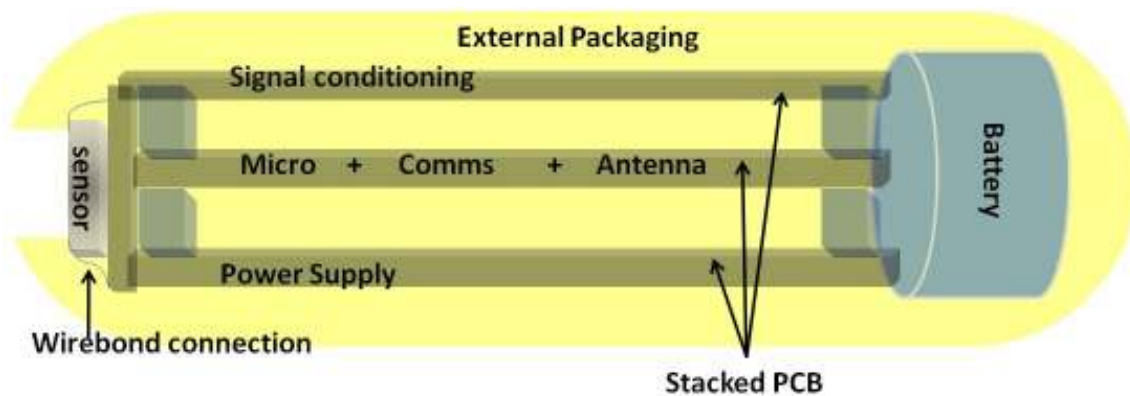 External Packaging
Signal conditioning
sensor
Micro + Comms + Antenna
Battery
Power Supply
Wirebond connection
Stacked PCB